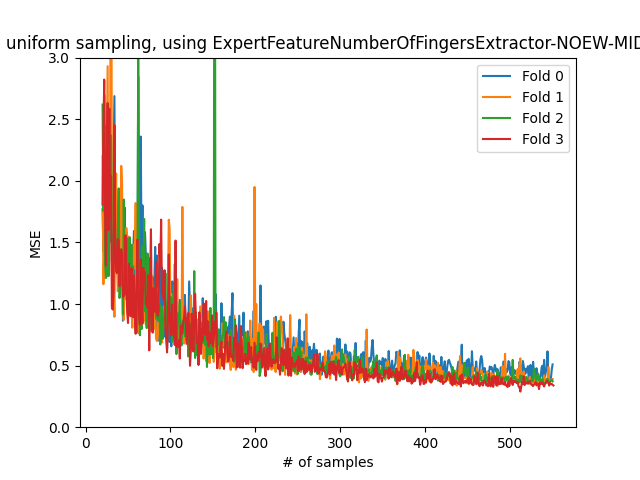 uniform sampling, using ExpertFeatureNumberOfFingersExtractor-NOEW-MID
3.0
2.5
2.0
1.5
1.0
0.5
0.0
MSE
0
100
200
300
400
500
# of samples
Fold 0
Fold 1
Fold 2
Fold 3